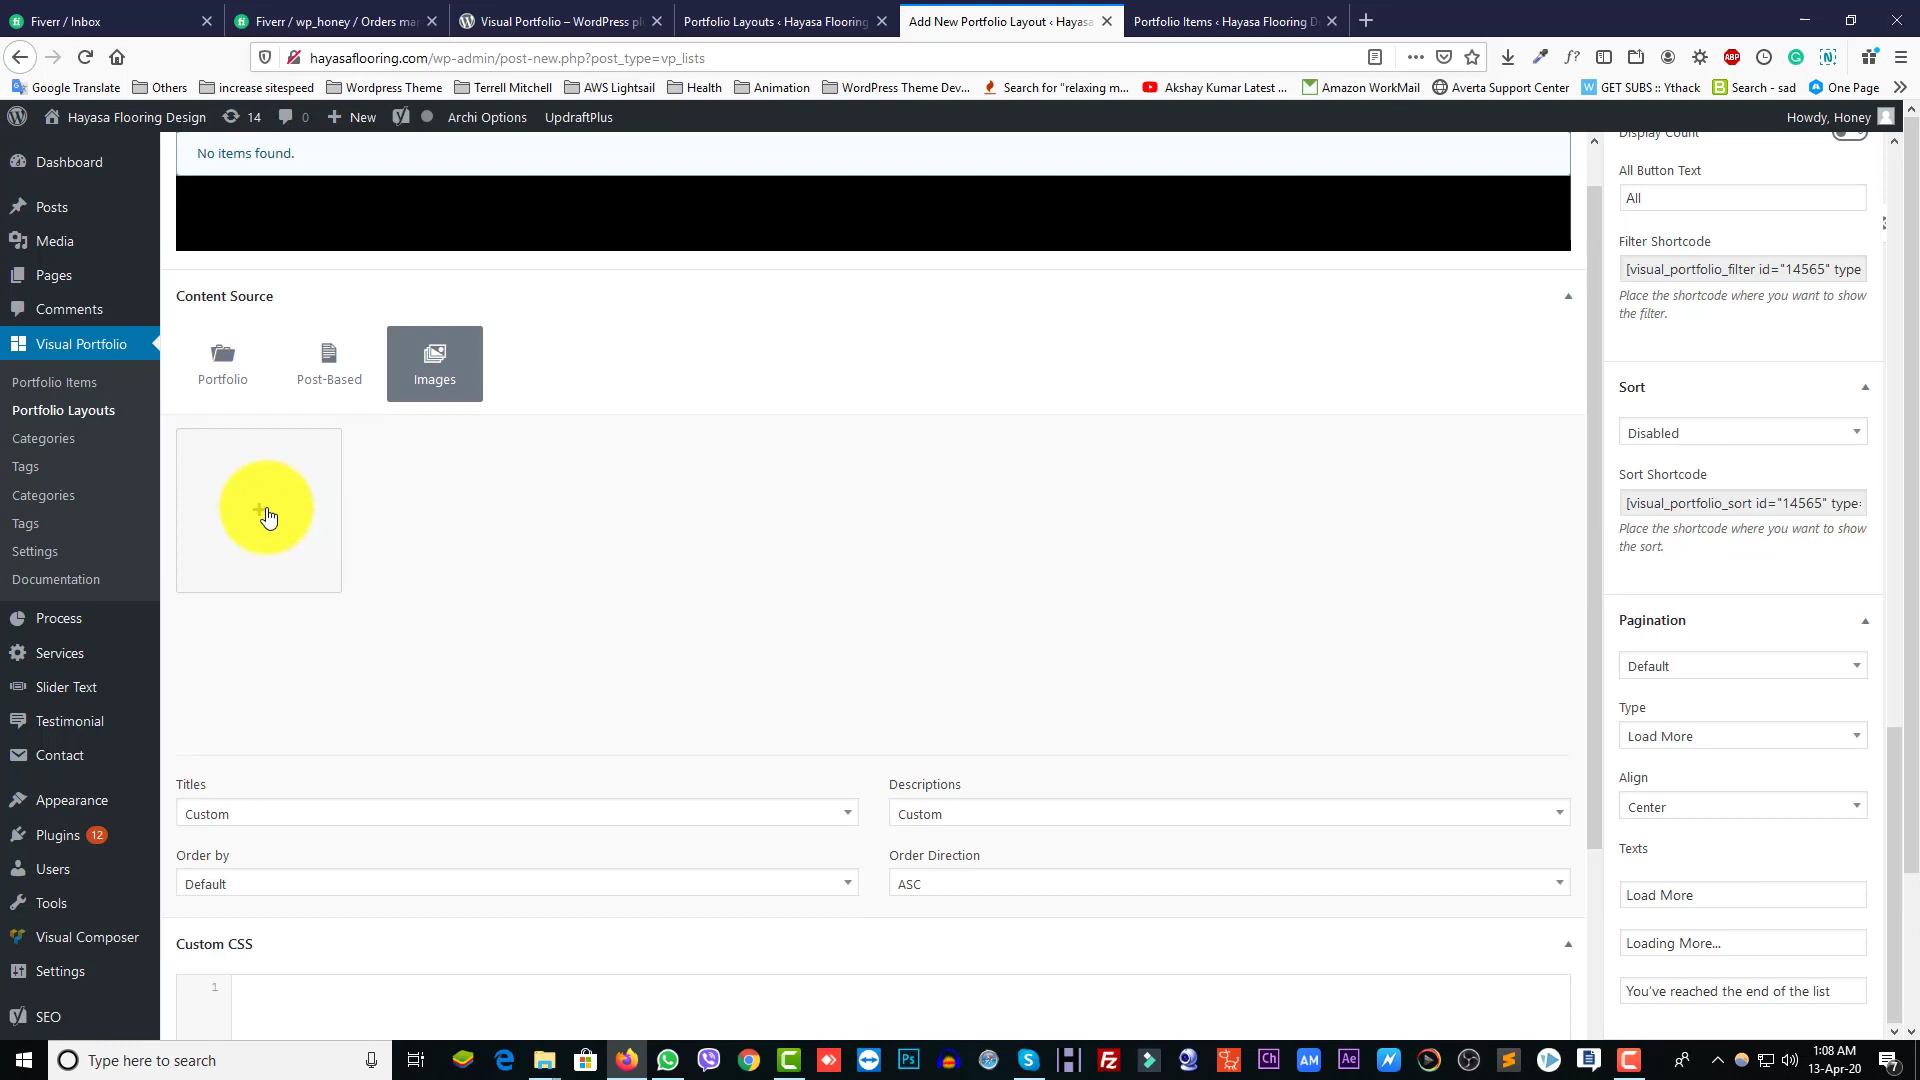 Fiverr / Inbox
Fiverr / wp_honey / Orders ma
Visual Portfolio – WordPress pl
Portfolio Layouts ‹ Hayasa Flooring
Add New Portfolio Layout ‹ Hayasa
Portfolio Items ‹ Hayasa Flooring D
hayasaflooring.com/wp-admin/post-new.php?post_type=vp_lists
Google Translate
Others
increase sitespeed
Wordpress Theme
Terrell Mitchell
AWS Lightsail
Health
Animation
WordPress Theme Dev...
Search for "relaxing m...
Akshay Kumar Latest ...
Amazon WorkMail
Averta Support Center
GET SUBS :: Ythack
Search - sad
One Page
Hayasa Flooring Design
14
0
New
Archi Options
UpdraftPlus
Howdy, Honey
Dashboard
Posts
Media
Pages
Comments
Visual Portfolio
Portfolio Items
Portfolio Layouts
Categories
Tags
Categories
Tags
Settings
Documentation
Process
Services
Slider Text
Testimonial
Contact
Appearance
Plugins 12
Users
Tools
Visual Composer
Settings
SEO
No items found.
Content Source
Portfolio
Post-Based
Images
Titles
Custom
Descriptions
Custom
Order by
Default
Order Direction
ASC
Custom CSS
1
Display Count
All Button Text
All
Filter Shortcode
[visual_portfolio_filter id="14565" type
Place the shortcode where you want to show
the filter.
Sort
Disabled
Sort Shortcode
[visual_portfolio_sort id="14565" type=
Place the shortcode where you want to show
the sort.
Pagination
Default
Type
Load More
Align
Center
Texts
Load More
Loading More...
You've reached the end of the list
Type here to search
1:08 AM
13-Apr-20
7